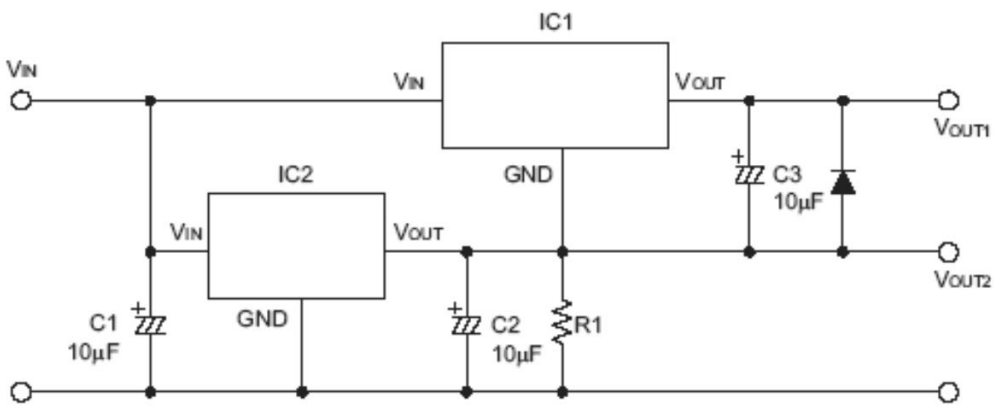 IC1
VIN
VIN
VOUT
VOUT1
GND
C3
10μF
+
IC2
VIN
VOUT
VOUT2
GND
+
C1
10μF
+
C2
10μF
R1